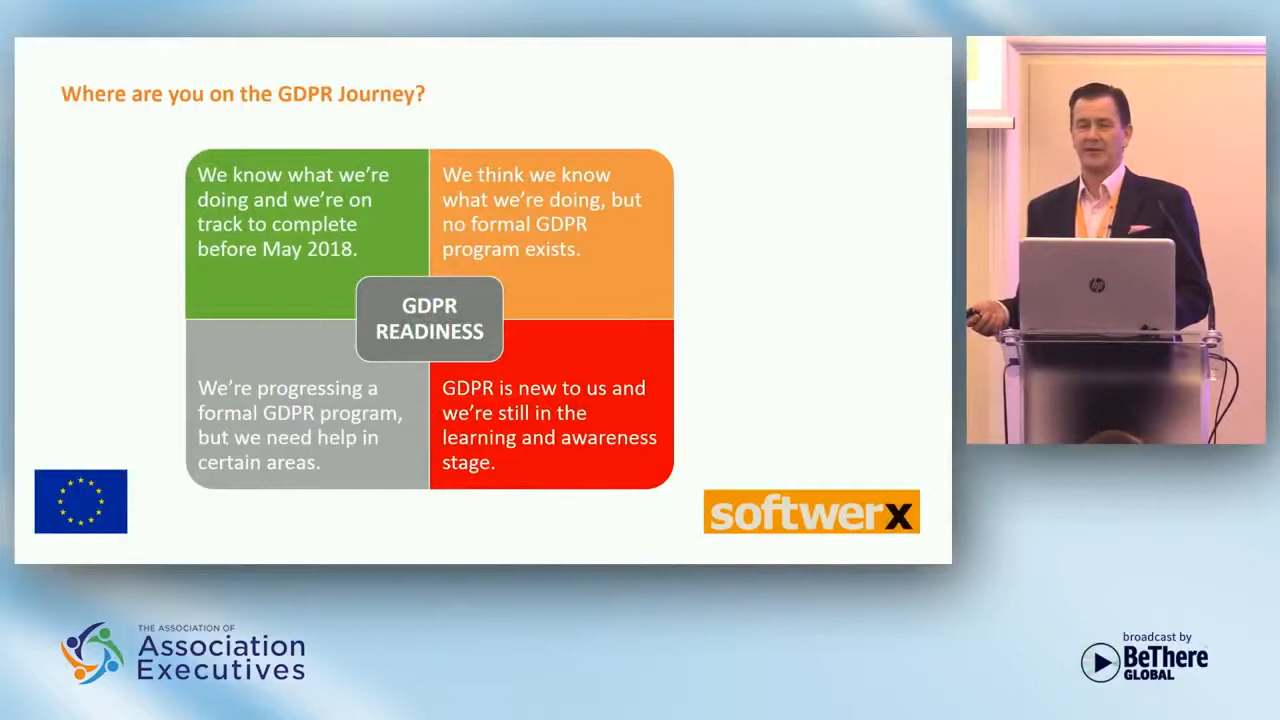 Where are you on the GDPR Journey?
We know what we're
doing and we're on
track to complete
before May 2018.
We think we know
what we're doing, but
no formal GDPR
program exists.
GDPR
READINESS
We're progressing a
formal GDPR program,
but we need help in
certain areas.
GDPR is new to us and
we're still in the
learning and awareness
stage.
softwerx
hp
THE ASSOCIATION OF
Association
Executives
broadcast by
BeThere
GLOBAL